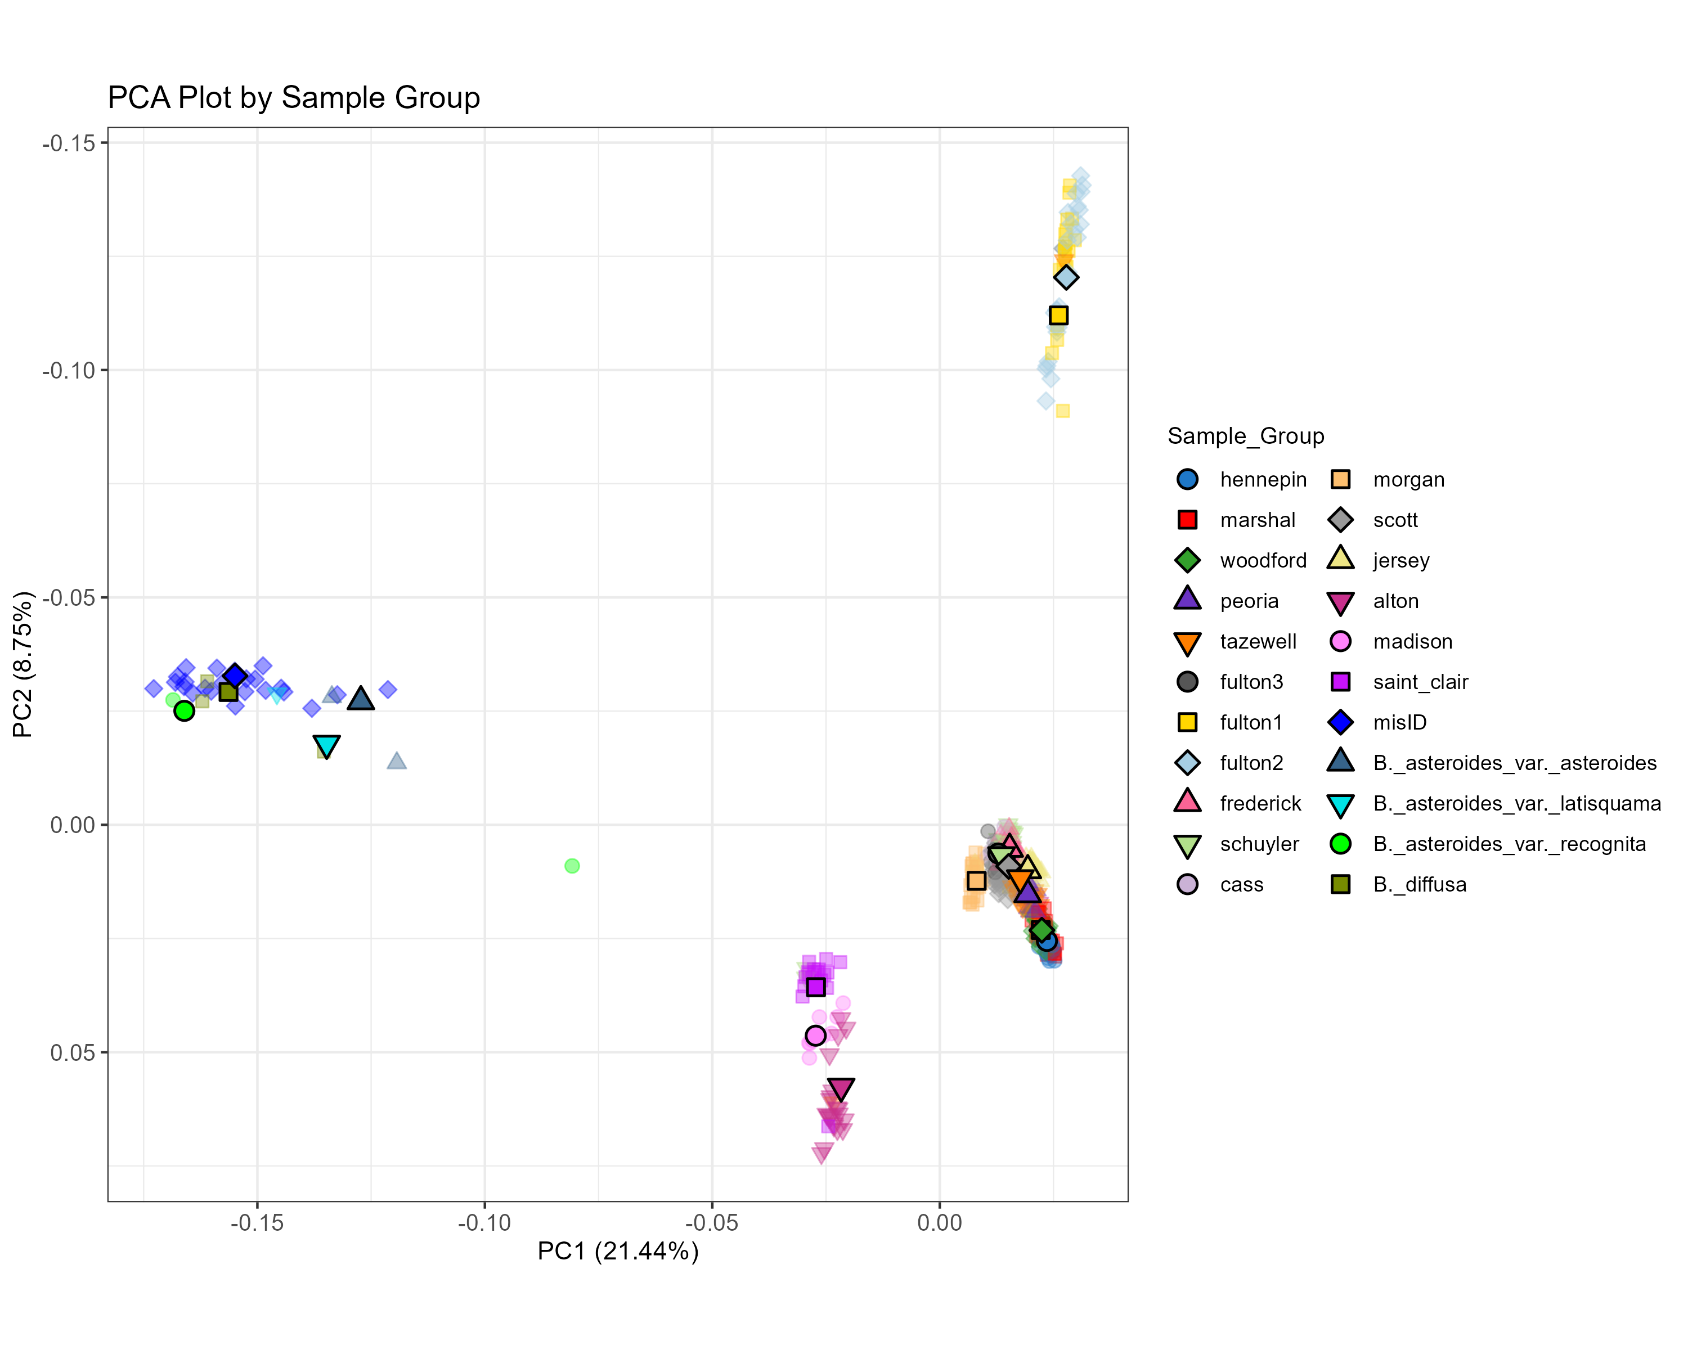 PCA Plot by Sample Group
-0.15
-0.10
-0.05
0.00
0.05
PC2 (8.75%)
-0.15
-0.10
-0.05
0.00
PC1 (21.44%)
Sample_Group
hennepin
marshal
woodford
peoria
tazewell
fulton3
fulton1
fulton2
frederick
schuyler
cass
morgan
scott
jersey
alton
madison
saint_clair
misID
B._asteroides_var._asteroides
B._asteroides_var._latisquama
B._asteroides_var._recognita
B._diffusa